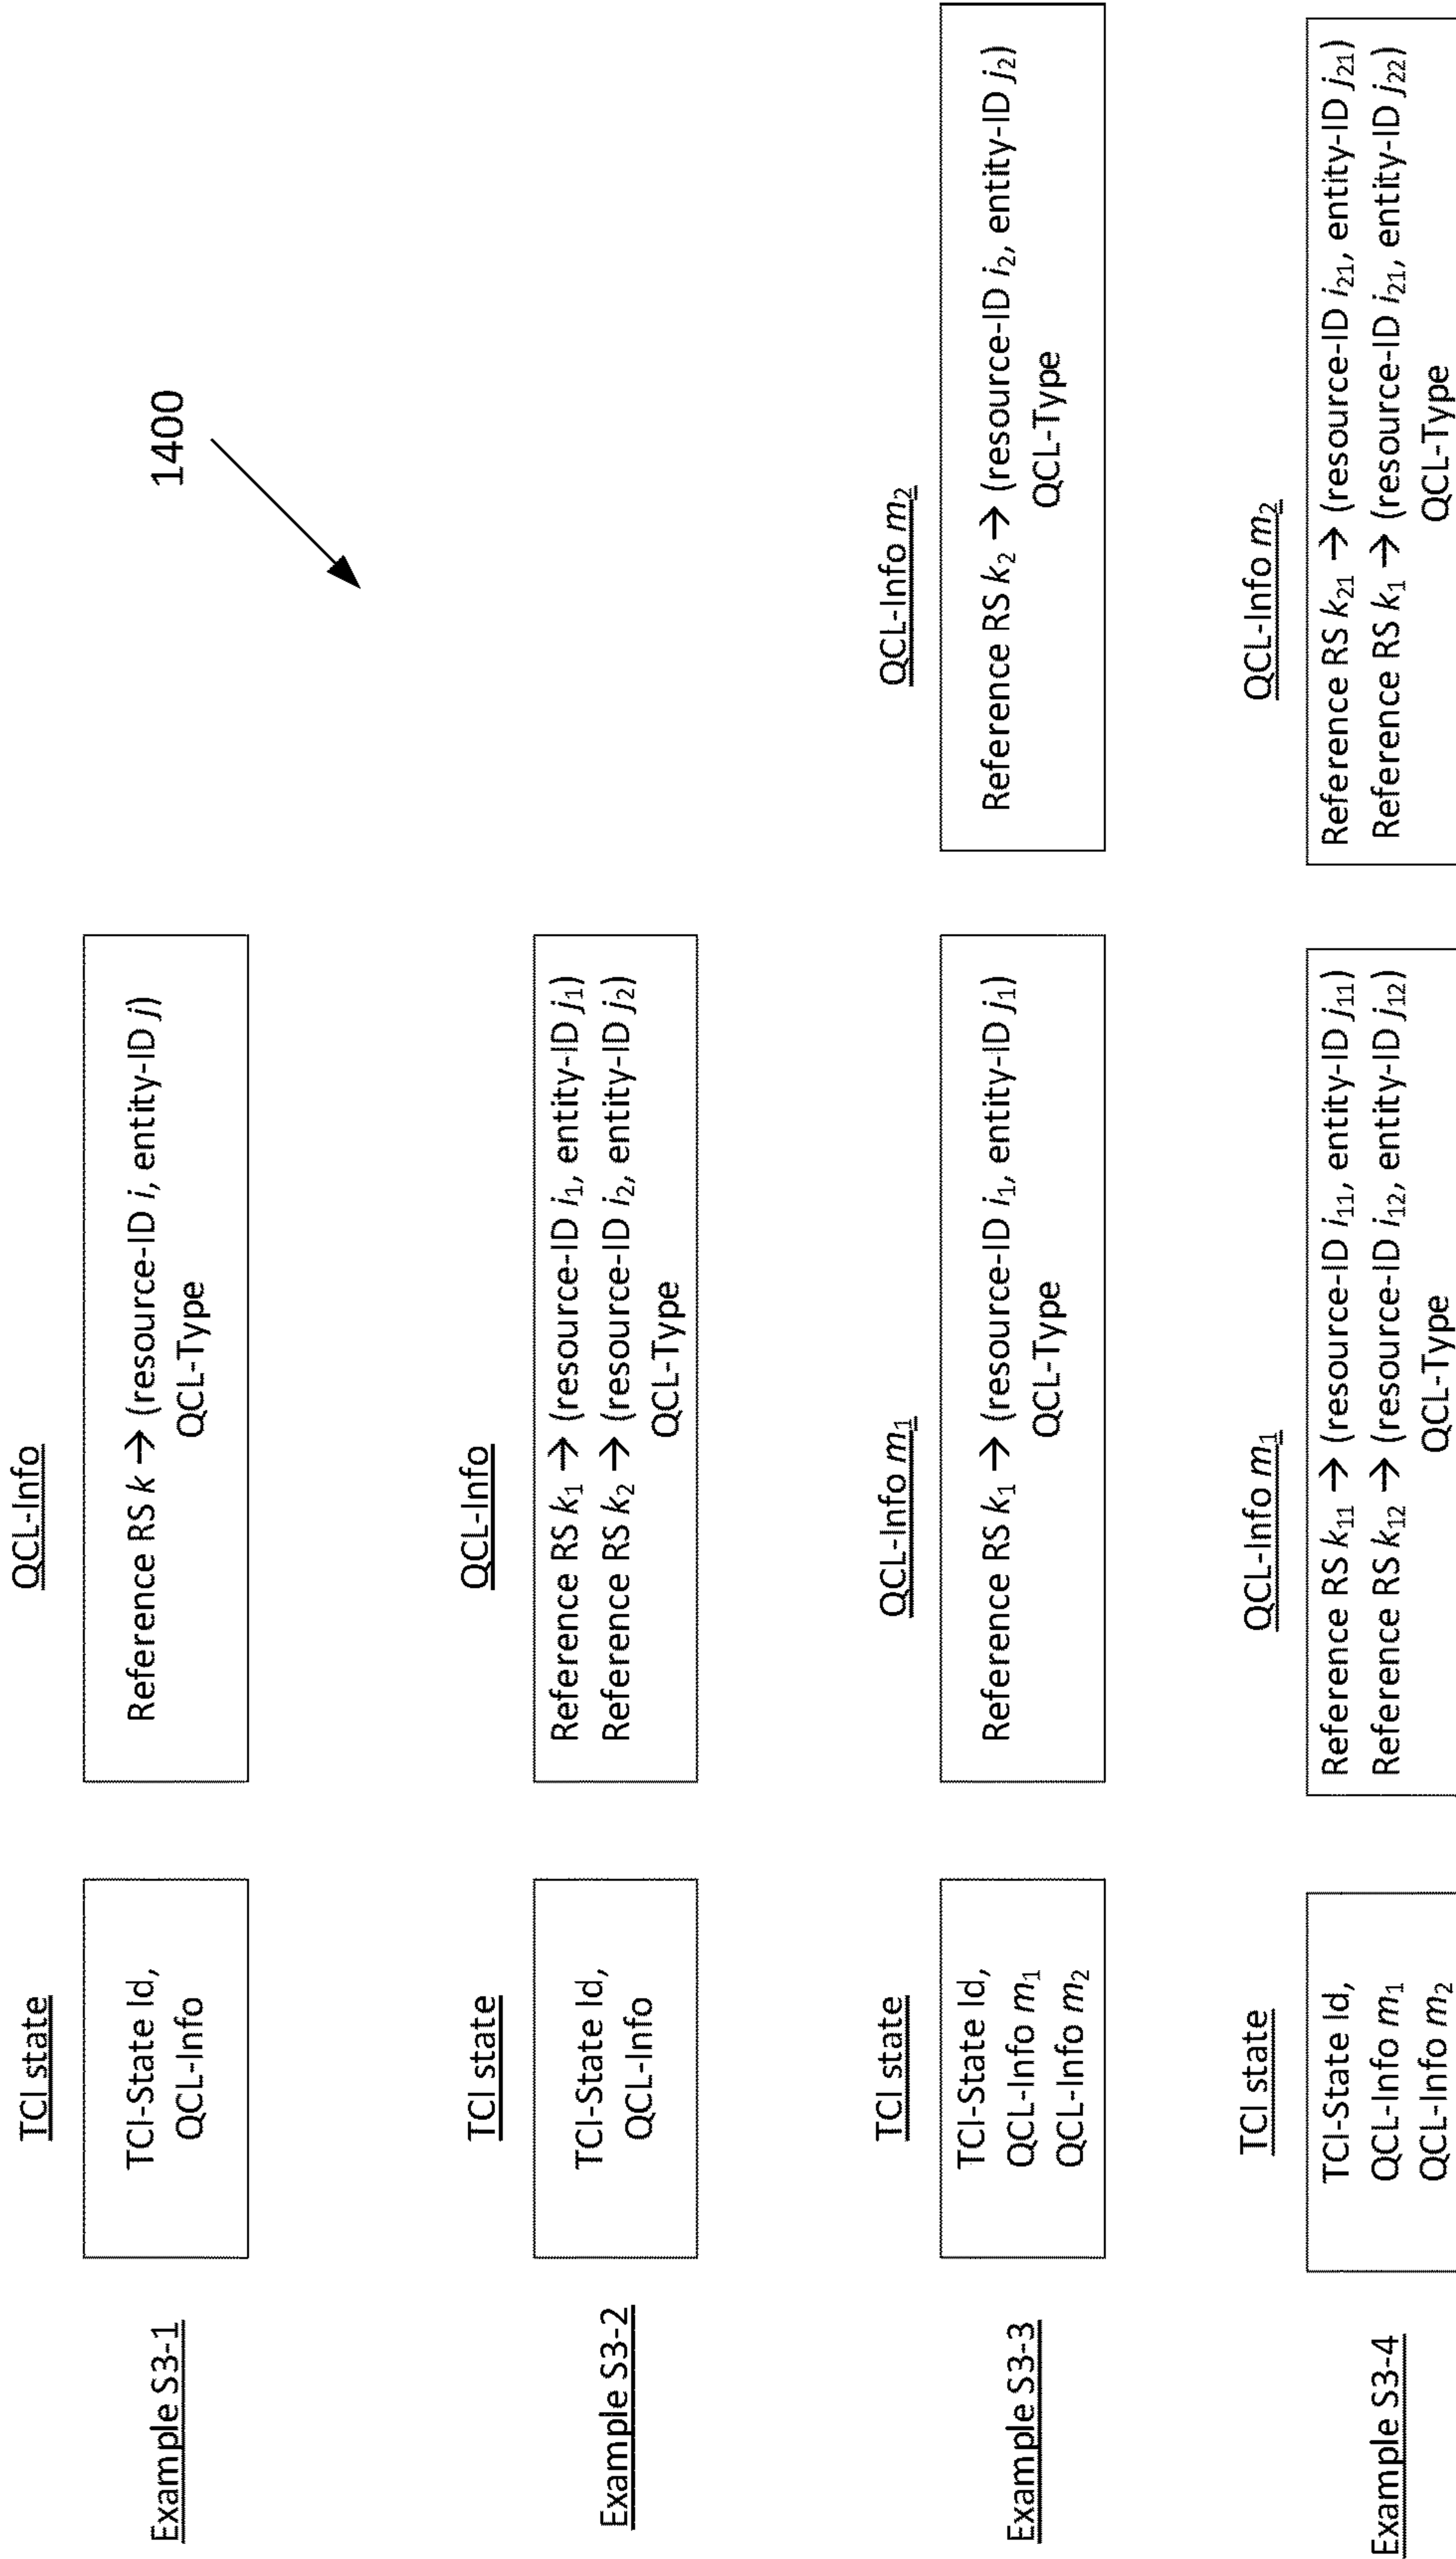 1400
Example S3-1
TCI state
TCI-State Id,
QCL-Info
QCL-Info
Reference RS k → (resource-ID i, entity-ID j)
QCL-Type
Example S3-2
TCI state
TCI-State Id,
QCL-Info
QCL-Info
Reference RS k₁ → (resource-ID i₁, entity-ID j₁)
Reference RS k₂ → (resource-ID i₂, entity-ID j₂)
QCL-Type
Example S3-3
TCI state
TCI-State Id,
QCL-Info m₁
QCL-Info m₂
QCL-Info m₁
Reference RS k₁ → (resource-ID i₁, entity-ID j₁)
QCL-Type
QCL-Info m₂
Reference RS k₂ → (resource-ID i₂, entity-ID j₂)
QCL-Type
Example S3-4
TCI state
TCI-State Id,
QCL-Info m₁
QCL-Info m₂
QCL-Info m₁
Reference RS k₁₁ → (resource-ID i₁₁, entity-ID j₁₁)
Reference RS k₁₂ → (resource-ID i₁₂, entity-ID j₁₂)
QCL-Type
QCL-Info m₂
Reference RS k₂₁ → (resource-ID i₂₁, entity-ID j₂₁)
Reference RS k₁ → (resource-ID i₂₁, entity-ID j₂₂)
QCL-Type